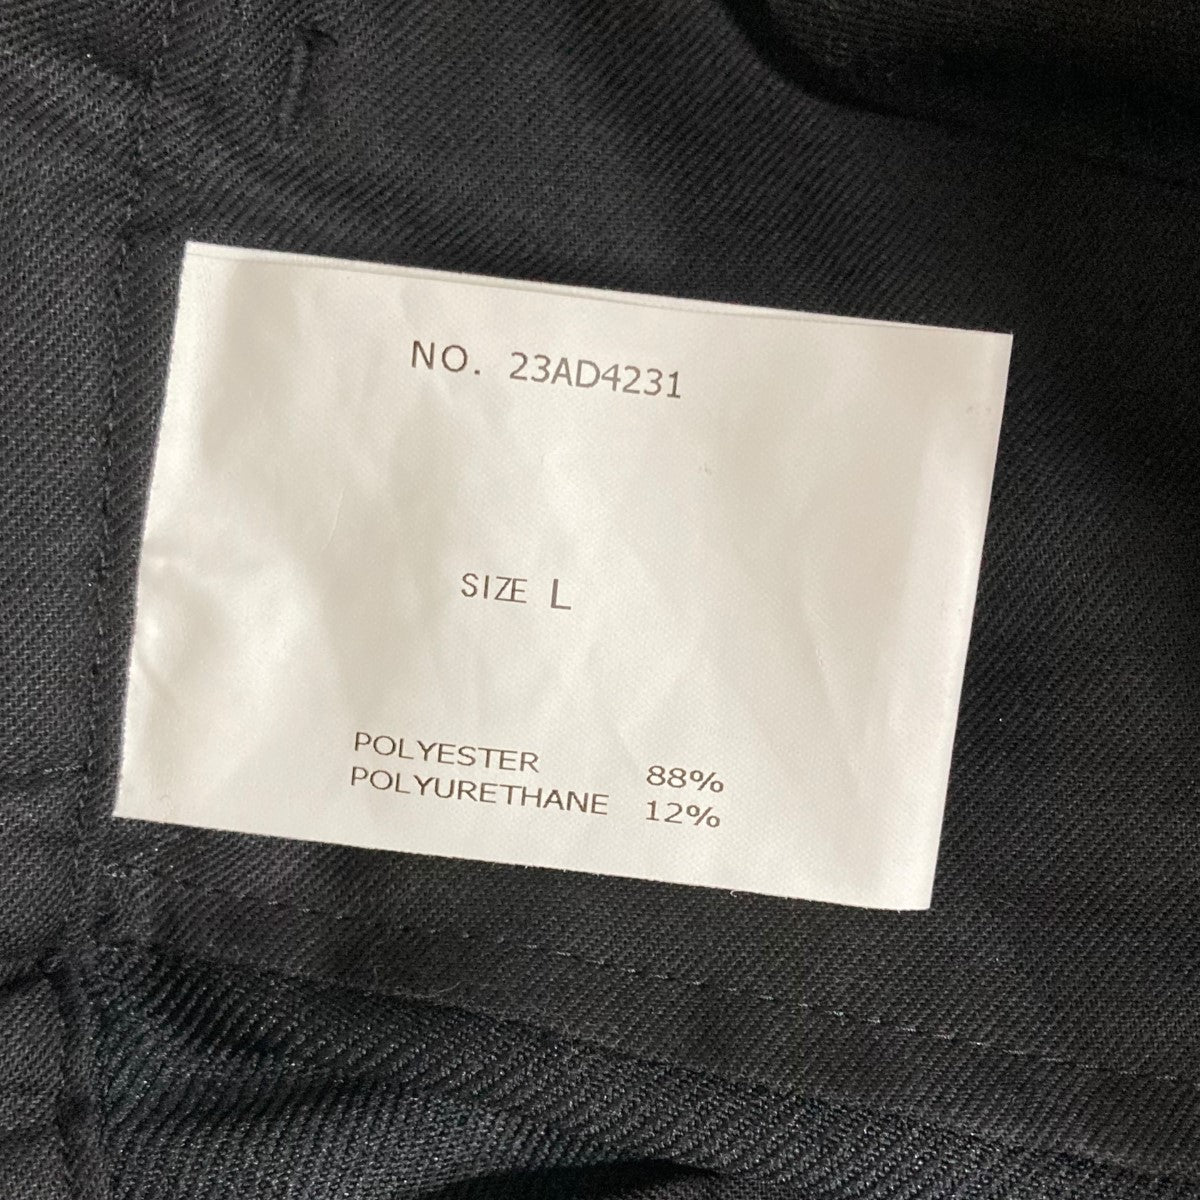 NO. 23AD4231
SIZE L
POLYESTER 88%
POLYURETHANE 12%